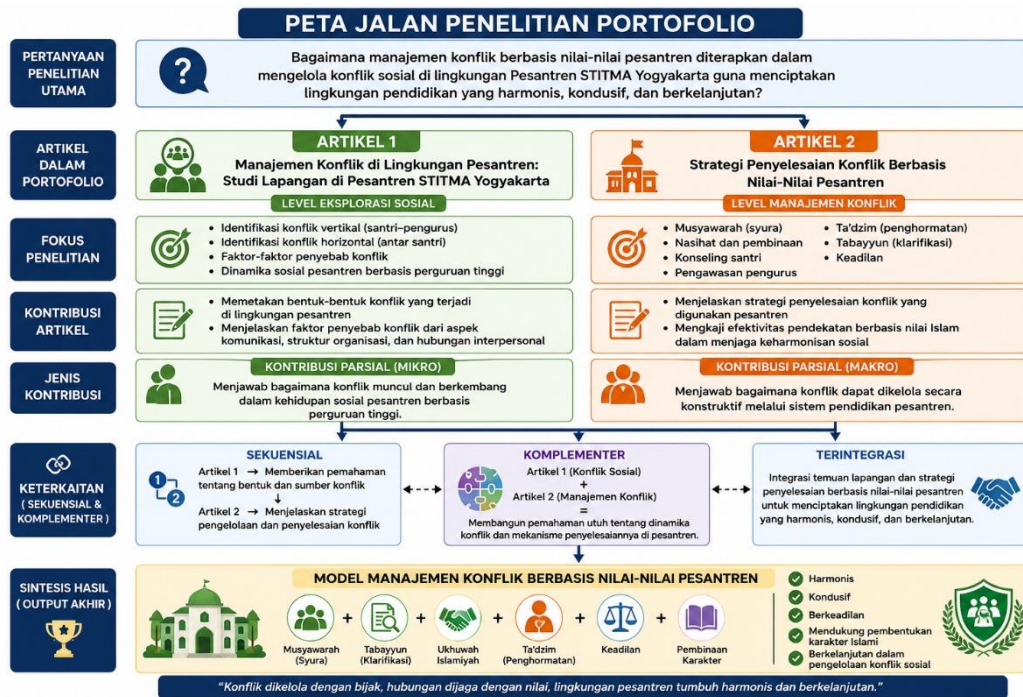 PETA JALAN PENELITIAN PORTOFOLIO
PERTANYAAN
PENELITIAN
UTAMA
?
Bagaimana manajemen konflik berbasis nilai-nilai pesantren diterapkan dalam
mengelola konflik sosial di lingkungan Pesantren STITMA Yogyakarta guna menciptakan
lingkungan pendidikan yang harmonis, kondusif, dan berkelanjutan?
ARTIKEL
DALAM
PORTOFOLIO
ARTIKEL 1
Manajemen Konflik di Lingkungan Pesantren:
Studi Lapangan di Pesantren STITMA Yogyakarta
ARTIKEL 2
Strategi Penyelesaian Konflik Berbasis
Nilai-Nilai Pesantren
FOKUS
PENELITIAN
LEVEL EKSPLORASI SOSIAL
• Identifikasi konflik vertikal (santri–pengurus)
• Identifikasi konflik horizontal (antar santri)
• Faktor-faktor penyebab konflik
• Dinamika sosial pesantren berbasis perguruan tinggi
LEVEL MANAJEMEN KONFLIK
• Musyawarah (syura)
• Nasihat dan pembinaan
• Konseling santri
• Pengawasan pengurus
• Ta'dzim (penghormatan)
• Tabayyun (klarifikasi)
• Keadilan
KONTRIBUSI
ARTIKEL
• Memetakan bentuk-bentuk konflik yang terjadi
di lingkungan pesantren
• Menjelaskan faktor penyebab konflik dari aspek
komunikasi, struktur organisasi, dan hubungan interpersonal
• Menjelaskan strategi penyelesaian konflik yang
digunakan pesantren
• Mengkaji efektivitas pendekatan berbasis nilai Islam
dalam menjaga keharmonisan sosial
JENIS
KONTRIBUSI
KONTRIBUSI PARSIAL (MIKRO)
Menjawab bagaimana konflik muncul dan berkembang
dalam kehidupan sosial pesantren berbasis
perguruan tinggi.
KONTRIBUSI PARSIAL (MAKRO)
Menjawab bagaimana konflik dapat dikelola secara
konstruktif melalui sistem pendidikan pesantren.
KETERKAITAN
( SEKUENSIAL &
KOMPLEMENTER )
SEKUENSIAL
1
2
Artikel 1 → Memberikan pemahaman
tentang bentuk dan sumber konflik
↓
Artikel 2 → Menjelaskan strategi
pengelolaan dan penyelesaian konflik
KOMPLEMENTER
Artikel 1 (Konflik Sosial)
+
Artikel 2 (Manajemen Konflik)
=
Membangun pemahaman utuh tentang dinamika
konflik dan mekanisme penyelesaiannya di pesantren.
TERINTEGRASI
Integrasi temuan lapangan dan strategi
penyelesaian berbasis nilai-nilai pesantren
untuk menciptakan lingkungan pendidikan
yang harmonis, kondusif, dan berkelanjutan.
SINTESIS HASIL
( OUTPUT AKHIR )
MODEL MANAJEMEN KONFLIK BERBASIS NILAI-NILAI PESANTREN
Musyawarah
(Syura)
+
Tabayyun
(Klarifikasi)
+
Ukhuwah
Islamiyah
+
Ta'dzim
(Penghormatan)
+
Keadilan
+
Pembinaan
Karakter
Harmonis
Kondusif
Berkeadilan
Mendukung pembentukan
karakter Islami
Berkelanjutan dalam
pengelolaan konflik sosial
"Konflik dikelola dengan bijak, hubungan dijaga dengan nilai, lingkungan pesantren tumbuh harmonis dan berkelanjutan."